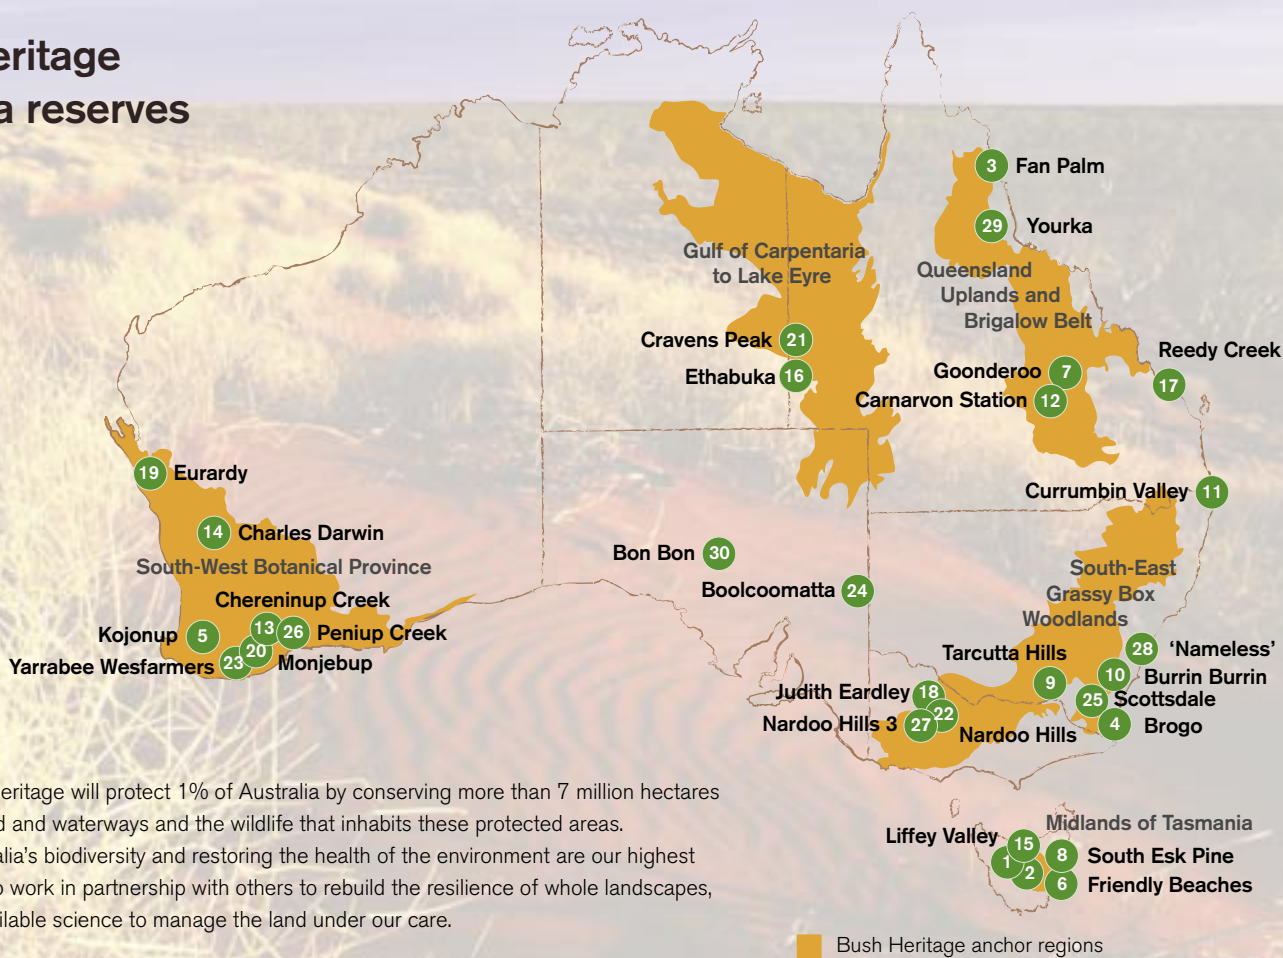 eritage
a reserves
3 Fan Palm
29 Yourka
Gulf of Carpentaria
to Lake Eyre
Queensland
Uplands and
Brigalow Belt
Cravens Peak 21
Ethabuka 16
Reedy Creek
17
Goonderoo 7
Carnarvon Station 12
19 Eurardy
Currumbin Valley 11
14 Charles Darwin
South-West Botanical Province
Bon Bon 30
Boolcoomatta 24
South-East
Grassy Box
Woodlands
Chereninup Creek
13
Kojonup 5
26 Peniup Creek
Yarrabee Wesfarmers 23
20
Monjebup
Tarcutta Hills
9
28 ‘Nameless’
10 Burrin Burrin
25 Scottsdale
4 Brogo
Judith Eardley 18
22
Nardoo Hills 3 27
Nardoo Hills
eritage will protect 1% of Australia by conserving more than 7 million hectares
d and waterways and the wildlife that inhabits these protected areas.
alia’s biodiversity and restoring the health of the environment are our highest
o work in partnership with others to rebuild the resilience of whole landscapes,
ilable science to manage the land under our care.
Midlands of Tasmania
Liffey Valley 15
1
2
8 South Esk Pine
6 Friendly Beaches
Bush Heritage anchor regions